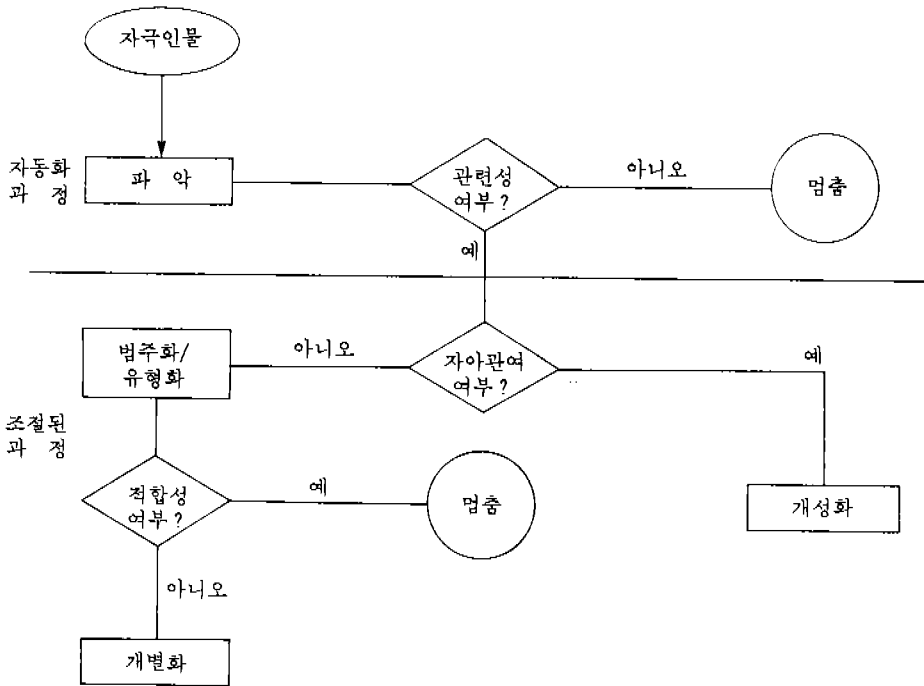 자극인물
자동화
과 정
파 악
관련성
여부?
아니오
멈춤
예
범주화/
유형화
아니오
자아관여
여부?
예
조절된
과 정
적합성
여부?
예
멈춤
개성화
아니오
개별화